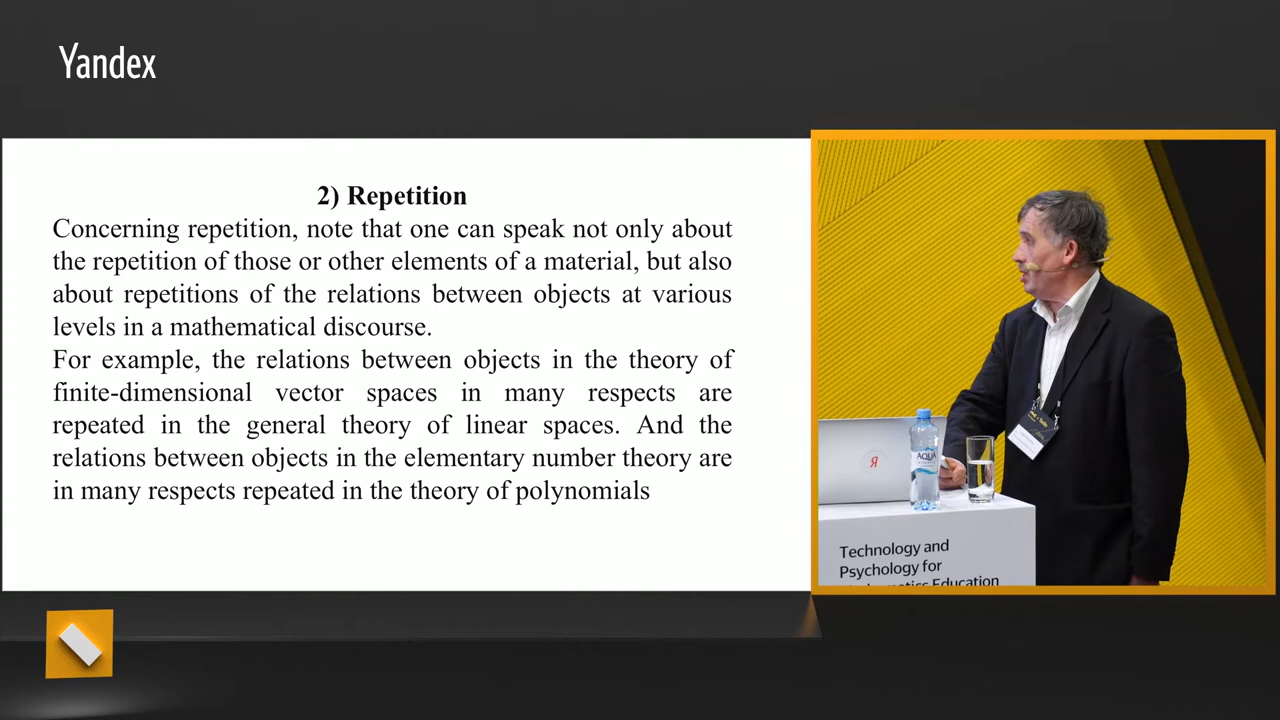 Yandex
2) Repetition
Concerning repetition, note that one can speak not only about
the repetition of those or other elements of a material, but also
about repetitions of the relations between objects at various
levels in a mathematical discourse.
For example, the relations between objects in the theory of
finite-dimensional vector spaces in many respects are
repeated in the general theory of linear spaces. And the
relations between objects in the elementary number theory are
in many respects repeated in the theory of polynomials
Я
AQUA
Technology and
Psychology for
Mathematics Education